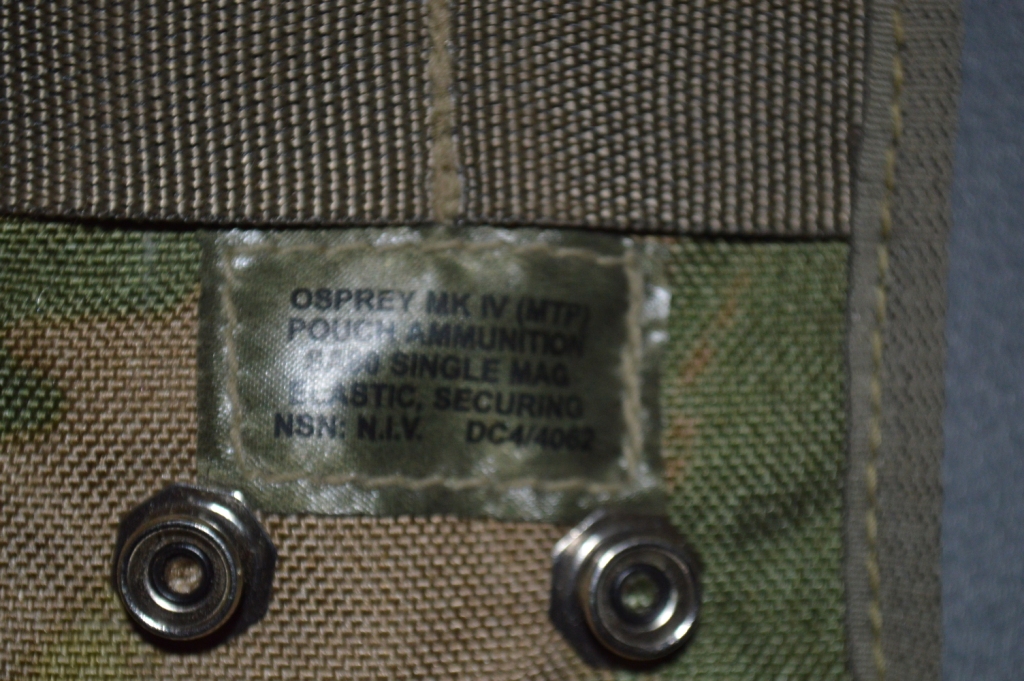 OSPREY MK IV (MTP)
POUCH AMMUNITION
SINGLE MAG
ELASTIC, SECURING
NSN: N.I.V. DC4/4062